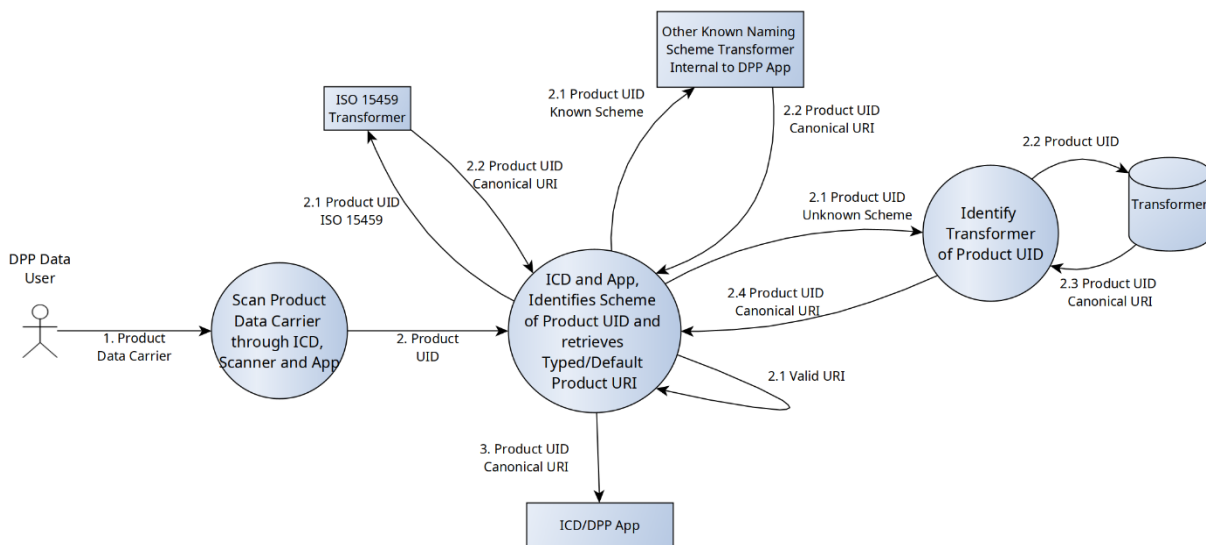 Other Known Naming
Scheme Transformer
Internal to DPP App
ISO 15459
Transformer
2.1 Product UID
Known Scheme
2.2 Product UID
Canonical URI
2.2 Product UID
2.2 Product UID
Canonical URI
2.1 Product UID
ISO 15459
2.1 Product UID
Unknown Scheme
Identify
Transformer
of Product UID
Transformer
DPP Data
User
Scan Product
Data Carrier
through ICD,
Scanner and App
ICD and App,
Identifies Scheme
of Product UID and
retrieves
Typed/Default
Product URI
2.4 Product UID
Canonical URI
2.3 Product UID
Canonical URI
1. Product
Data Carrier
2. Product
UID
2.1 Valid URI
3. Product UID
Canonical URI
ICD/DPP App